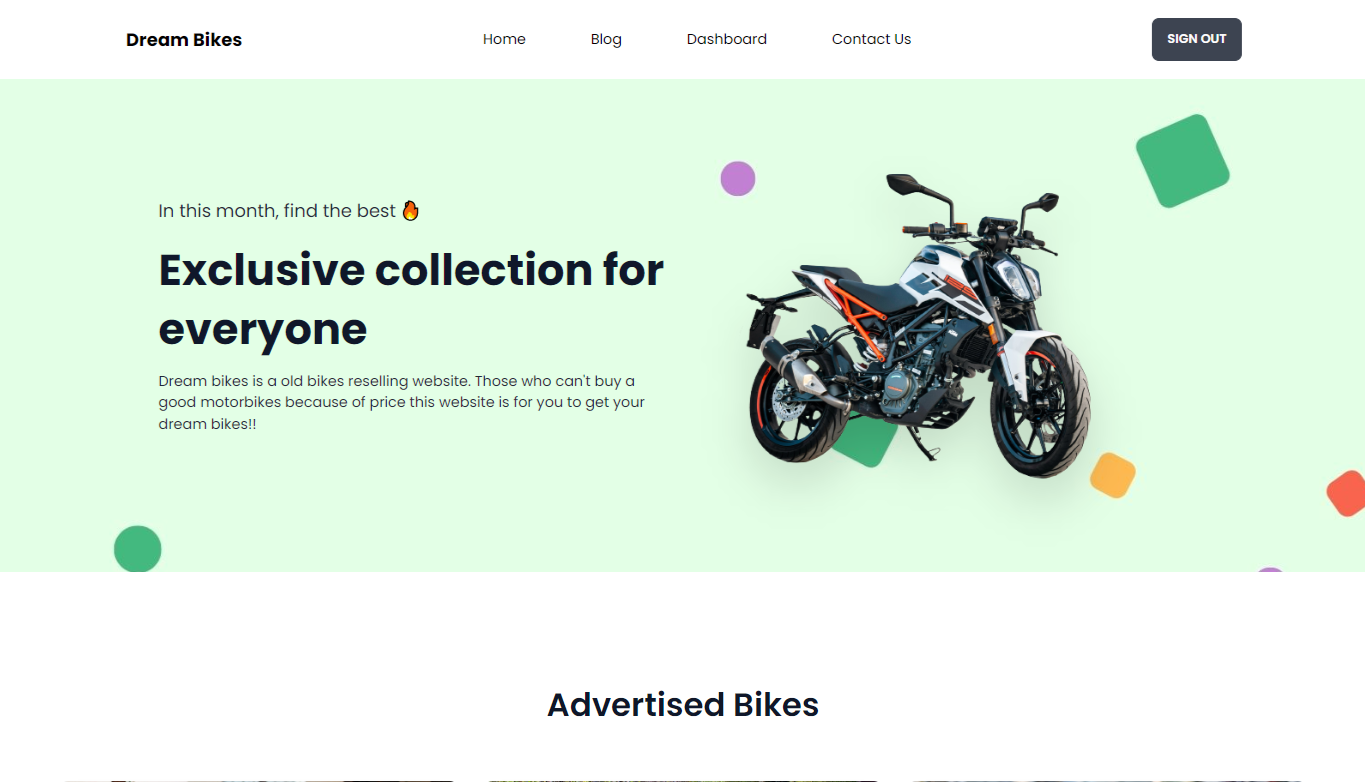 Dream Bikes
Home
Blog
Dashboard
Contact Us
SIGN OUT
In this month, find the best 🔥
Exclusive collection for
everyone
Dream bikes is a old bikes reselling website. Those who can't buy a
good motorbikes because of price this website is for you to get your
dream bikes!!
Advertised Bikes